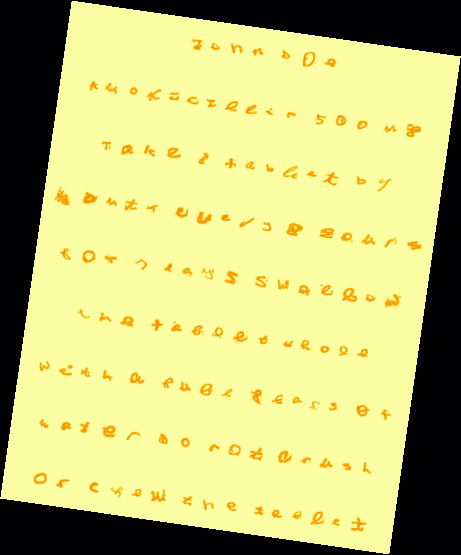 John Doe
Amoxicillin 500 mg
Take 1 tablet by
mouth every 8 hours
for 7 days Swallow
the tablet whole
with a full glass of
water Do not crush
or chew the tablet